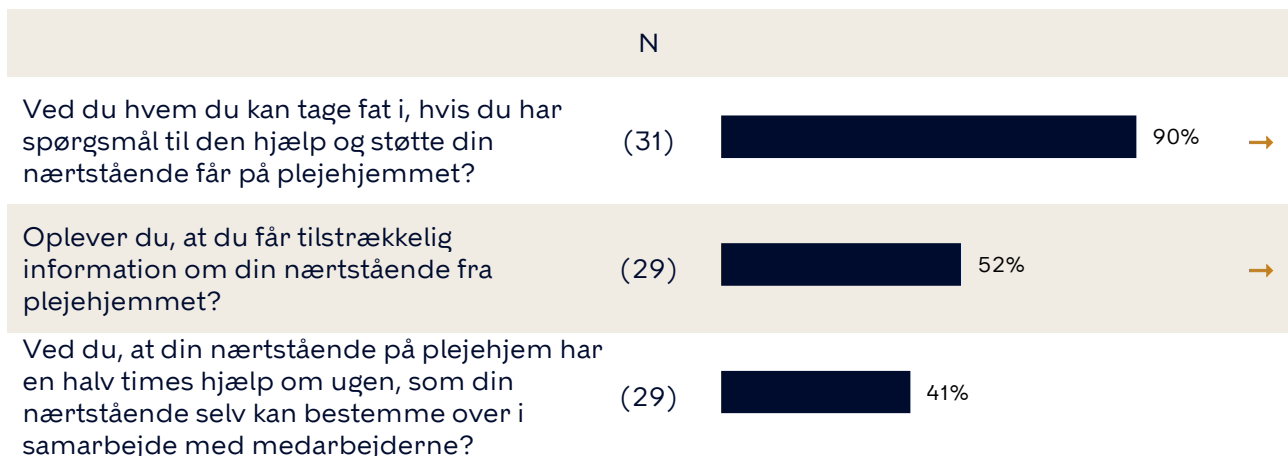 N
Ved du hvem du kan tage fat i, hvis du har
spørgsmål til den hjælp og støtte din
nærtstående får på plejehjemmet?
(31)
90%
→
Oplever du, at du får tilstrækkelig
information om din nærtstående fra
plejehjemmet?
(29)
52%
→
Ved du, at din nærtstående på plejehjem har
en halv times hjælp om ugen, som din
nærtstående selv kan bestemme over i
samarbejde med medarbejderne?
(29)
41%